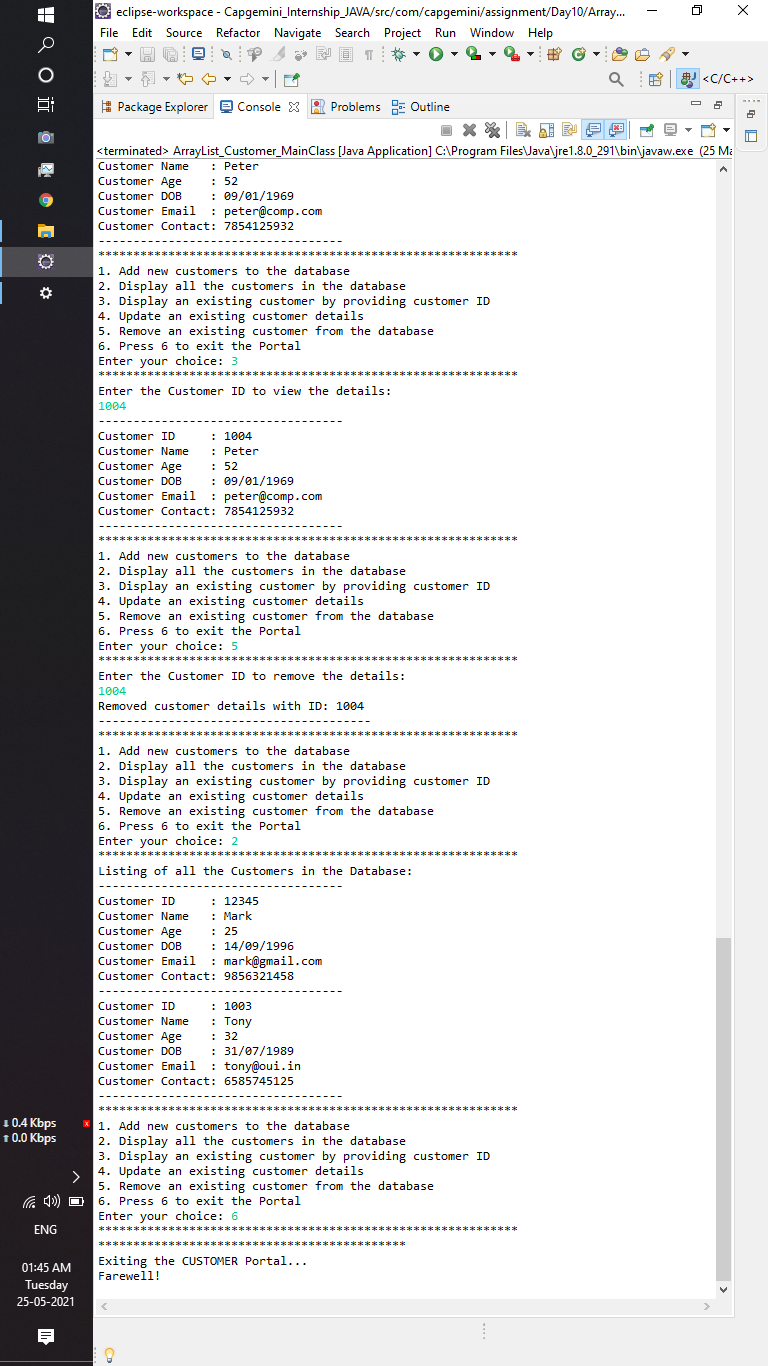 eclipse-workspace - Capgemini_Internship_JAVA/src/com/capgemini/assignment/Day10/Array...
File Edit Source Refactor Navigate Search Project Run Window Help
<C/C++>
Package Explorer Console Problems Outline
<terminated> ArrayList_Customer_MainClass [Java Application] C:\Program Files\Java\jre1.8.0_291\bin\javaw.exe (25 Ma
Customer Name   : Peter
Customer Age    : 52
Customer DOB    : 09/01/1969
Customer Email  : peter@comp.com
Customer Contact: 7854125932
-----------------------------------
************************************************************
1. Add new customers to the database
2. Display all the customers in the database
3. Display an existing customer by providing customer ID
4. Update an existing customer details
5. Remove an existing customer from the database
6. Press 6 to exit the Portal
Enter your choice: 3
************************************************************
Enter the Customer ID to view the details:
1004
-----------------------------------
Customer ID     : 1004
Customer Name   : Peter
Customer Age    : 52
Customer DOB    : 09/01/1969
Customer Email  : peter@comp.com
Customer Contact: 7854125932
-----------------------------------
************************************************************
1. Add new customers to the database
2. Display all the customers in the database
3. Display an existing customer by providing customer ID
4. Update an existing customer details
5. Remove an existing customer from the database
6. Press 6 to exit the Portal
Enter your choice: 5
************************************************************
Enter the Customer ID to remove the details:
1004
Removed customer details with ID: 1004
---------------------------------------
************************************************************
1. Add new customers to the database
2. Display all the customers in the database
3. Display an existing customer by providing customer ID
4. Update an existing customer details
5. Remove an existing customer from the database
6. Press 6 to exit the Portal
Enter your choice: 2
************************************************************
Listing of all the Customers in the Database:
-----------------------------------
Customer ID     : 12345
Customer Name   : Mark
Customer Age    : 25
Customer DOB    : 14/09/1996
Customer Email  : mark@gmail.com
Customer Contact: 9856321458
-----------------------------------
Customer ID     : 1003
Customer Name   : Tony
Customer Age    : 32
Customer DOB    : 31/07/1989
Customer Email  : tony@oui.in
Customer Contact: 6585745125
-----------------------------------
************************************************************
1. Add new customers to the database
2. Display all the customers in the database
3. Display an existing customer by providing customer ID
4. Update an existing customer details
5. Remove an existing customer from the database
6. Press 6 to exit the Portal
Enter your choice: 6
************************************************************
********************************************
Exiting the CUSTOMER Portal...
Farewell!
0.4 Kbps
0.0 Kbps
ENG
01:45 AM
Tuesday
25-05-2021